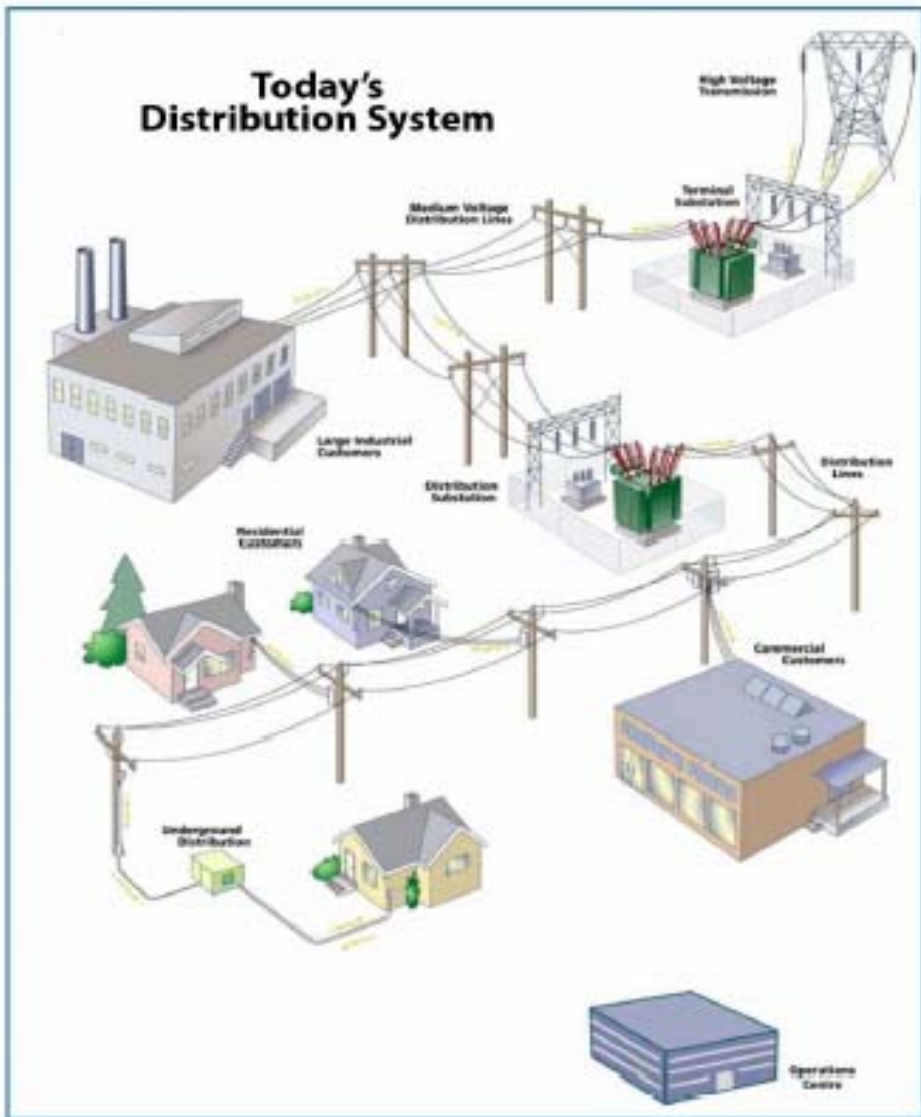 Today's
Distribution System
High Voltage
Transmission
Terminal
Substation
Medium Voltage
Distribution Lines
Large Industrial
Customers
Distribution
Substation
Distribution
Lines
Residential
Customers
Commercial
Customers
Underground
Distribution
Operations
Centre